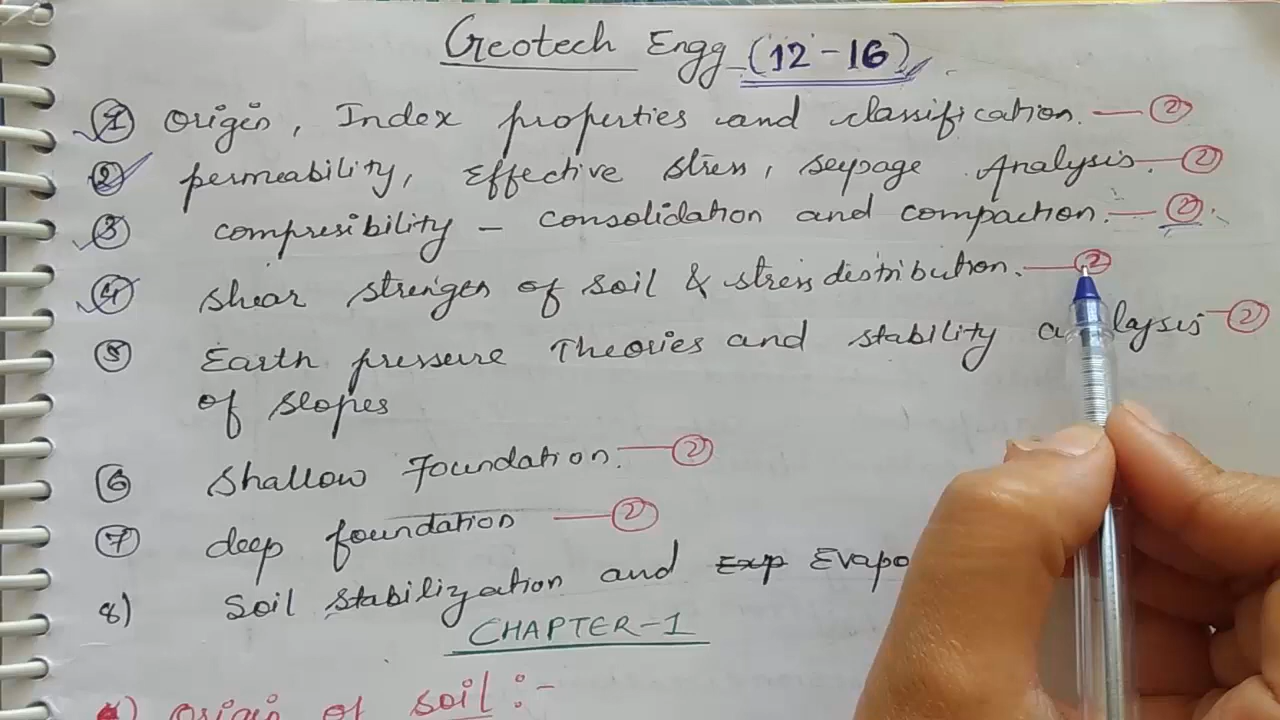 Geotech Engg (12-16)
① Origin, Index properties and classification. — ②
② permeability, Effective stress, seepage Analysis. — ②
③ compresibility – consolidation and compaction. — ②
④ Shear strenger of soil & stress distribution. — ②
⑤ Earth pressure Theories and stability analaysis — ②
of slopes
⑥ Shallow Foundation. — ②
⑦ deep foundation — ②
8) Soil stabilization and Exp Evapo
CHAPTER-1
origin of soil :-